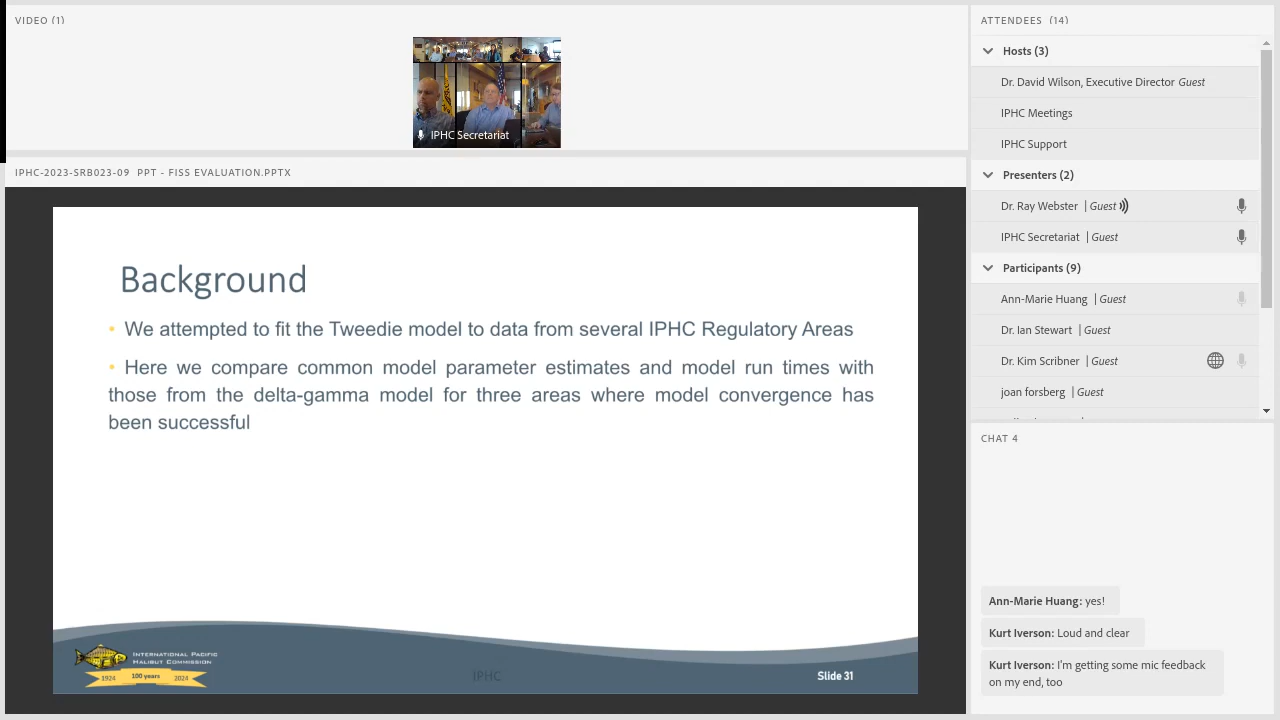 VIDEO (1)
IPHC Secretariat
IPHC-2023-SRB023-09 PPT - FISS EVALUATION.PPTX
Background
• We attempted to fit the Tweedie model to data from several IPHC Regulatory Areas
• Here we compare common model parameter estimates and model run times with
those from the delta-gamma model for three areas where model convergence has
been successful
INTERNATIONAL PACIFIC
HALIBUT COMMISSION
1924 100 years 2024
IPHC
Slide 31
ATTENDEES (14)
Hosts (3)
Dr. David Wilson, Executive Director Guest
IPHC Meetings
IPHC Support
Presenters (2)
Dr. Ray Webster | Guest
IPHC Secretariat | Guest
Participants (9)
Ann-Marie Huang | Guest
Dr. Ian Stewart | Guest
Dr. Kim Scribner | Guest
joan forsberg | Guest
CHAT 4
Ann-Marie Huang: yes!
Kurt Iverson: Loud and clear
Kurt Iverson: I'm getting some mic feedback
on my end, too